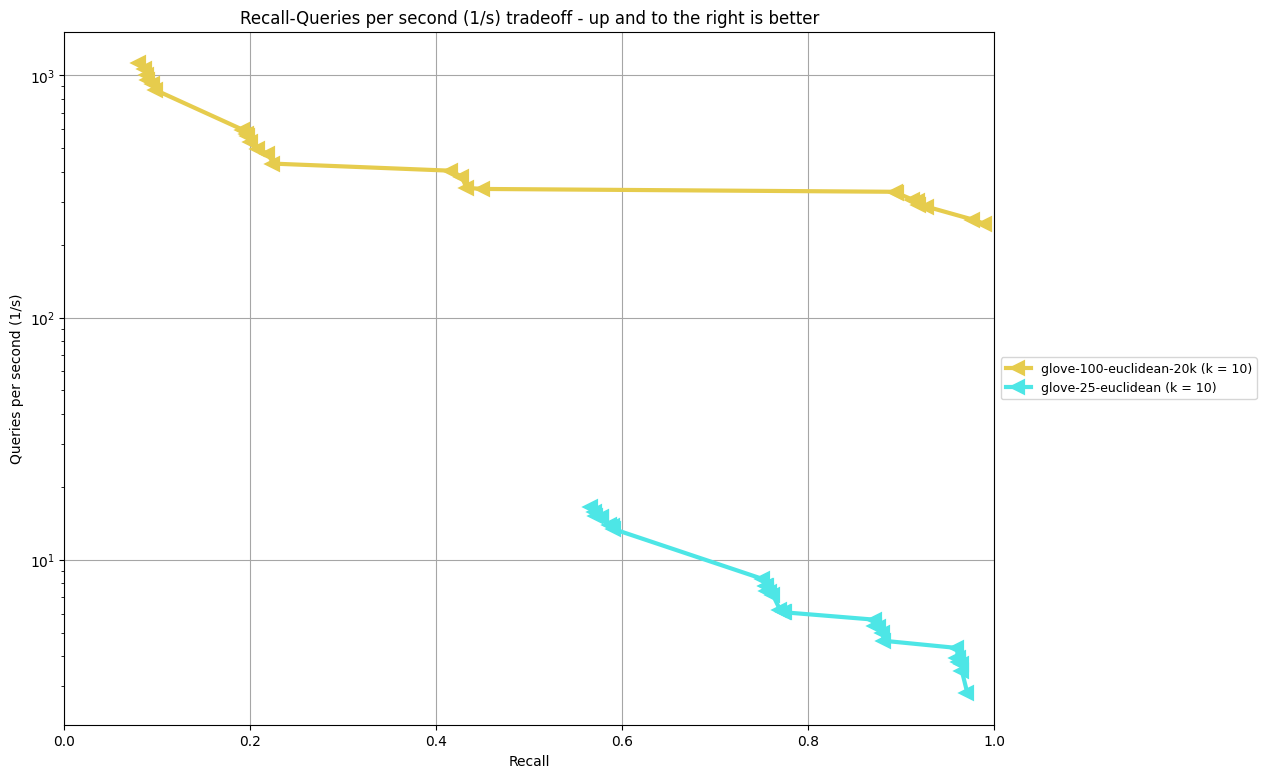 Recall-Queries per second (1/s) tradeoff - up and to the right is better
Queries per second (1/s)
10³
10²
10¹
0.0 0.2 0.4 0.6 0.8 1.0
Recall
glove-100-euclidean-20k (k = 10)
glove-25-euclidean (k = 10)